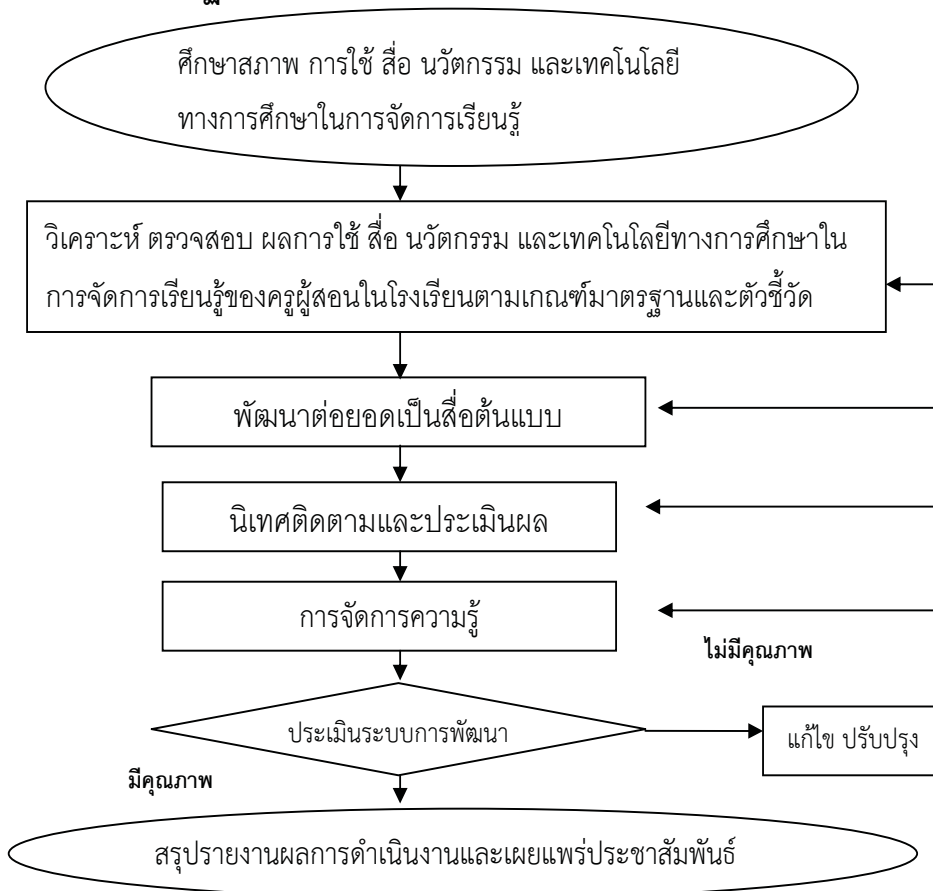 ศึกษาสภาพ การใช้ สื่อ นวัตกรรม และเทคโนโลยี
ทางการศึกษาในการจัดการเรียนรู้
วิเคราะห์ ตรวจสอบ ผลการใช้ สื่อ นวัตกรรม และเทคโนโลยีทางการศึกษาใน
การจัดการเรียนรู้ของครูผู้สอนในโรงเรียนตามเกณฑ์มาตรฐานและตัวชี้วัด
พัฒนาต่อยอดเป็นสื่อต้นแบบ
นิเทศติดตามและประเมินผล
การจัดการความรู้
ไม่มีคุณภาพ
ประเมินระบบการพัฒนา
แก้ไข ปรับปรุง
มีคุณภาพ
สรุปรายงานผลการดำเนินงานและเผยแพร่ประชาสัมพันธ์